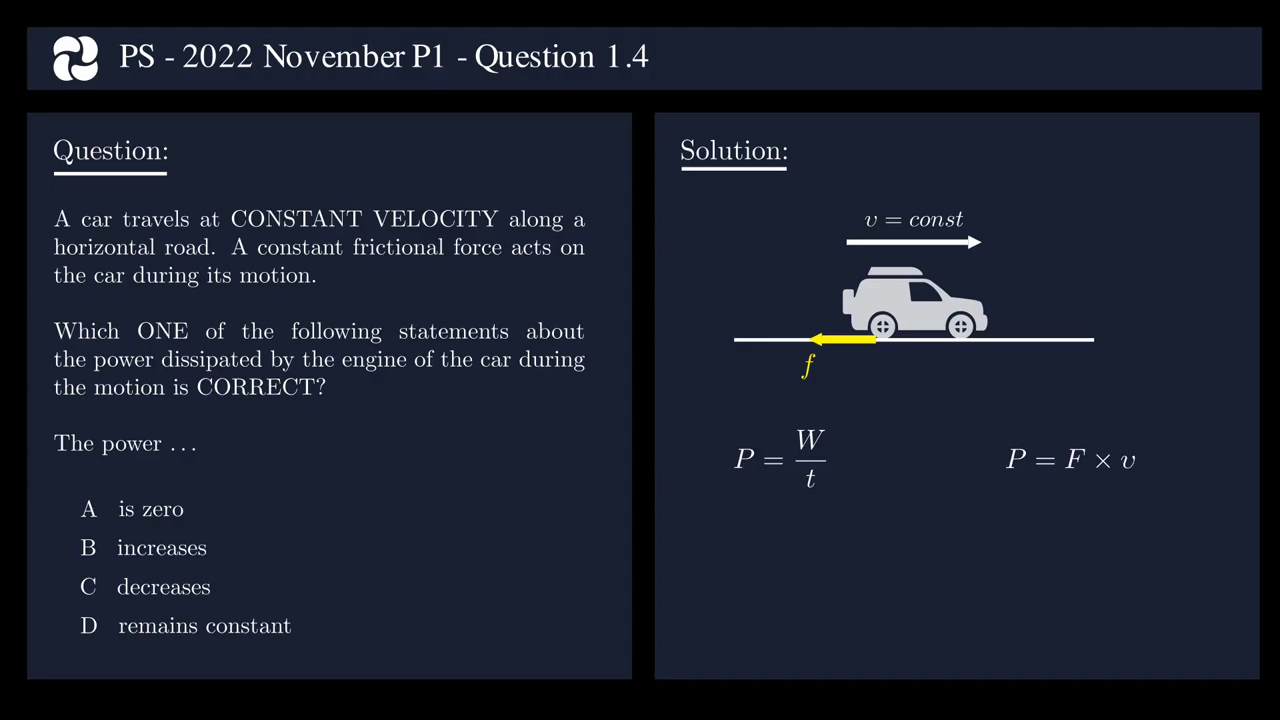 PS - 2022 November P1 - Question 1.4
Question:
A car travels at CONSTANT VELOCITY along a
horizontal road. A constant frictional force acts on
the car during its motion.
Which ONE of the following statements about
the power dissipated by the engine of the car during
the motion is CORRECT?
The power ...
A is zero
B increases
C decreases
D remains constant
Solution:
v = const
f
P = W/t
P = F × v